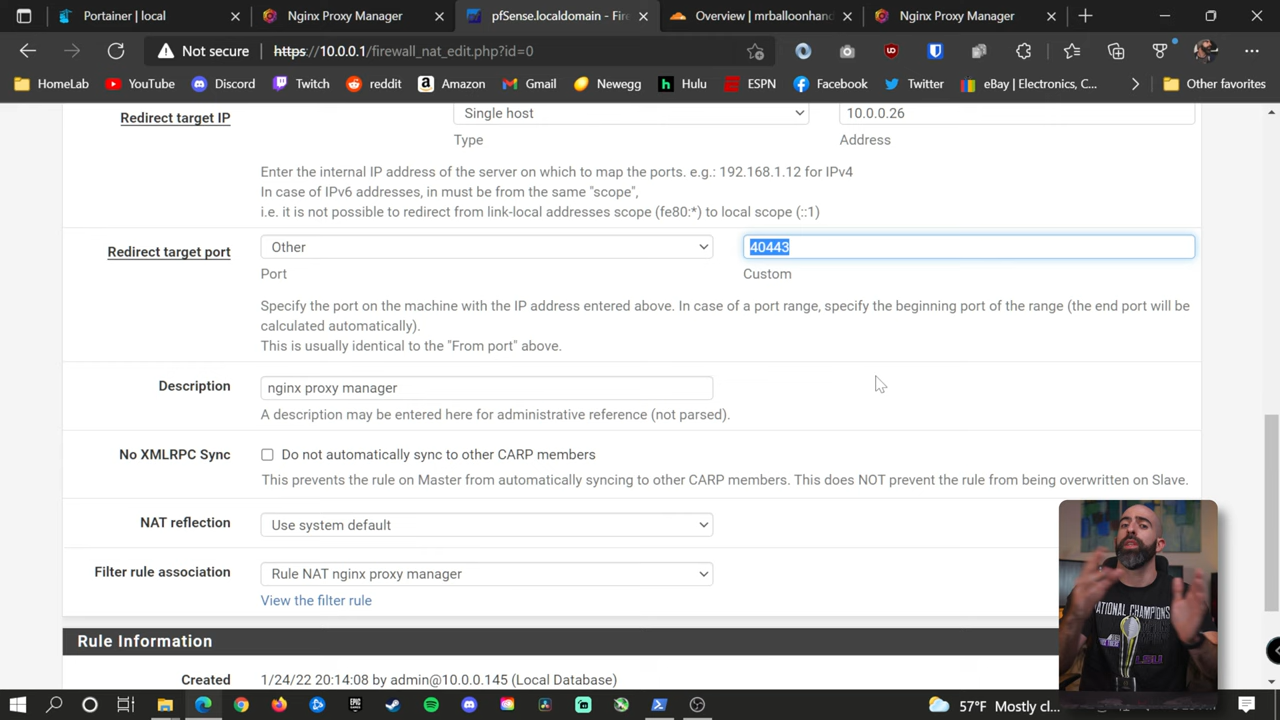 Portainer | local
Nginx Proxy Manager
pfSense.localdomain - Fire
Overview | mrballoonhand
Nginx Proxy Manager
Not secure
https://10.0.0.1/firewall_nat_edit.php?id=0
HomeLab
YouTube
Discord
Twitch
reddit
Amazon
Gmail
Newegg
Hulu
ESPN
Facebook
Twitter
eBay | Electronics, C...
Other favorites
Redirect target IP
Single host
10.0.0.26
Type
Address
Enter the internal IP address of the server on which to map the ports. e.g.: 192.168.1.12 for IPv4
In case of IPv6 addresses, in must be from the same "scope",
i.e. it is not possible to redirect from link-local addresses scope (fe80:*) to local scope (::1)
Redirect target port
Other
40443
Port
Custom
Specify the port on the machine with the IP address entered above. In case of a port range, specify the beginning port of the range (the end port will be
calculated automatically).
This is usually identical to the "From port" above.
Description
nginx proxy manager
A description may be entered here for administrative reference (not parsed).
No XMLRPC Sync
Do not automatically sync to other CARP members
This prevents the rule on Master from automatically syncing to other CARP members. This does NOT prevent the rule from being overwritten on Slave.
NAT reflection
Use system default
Filter rule association
Rule NAT nginx proxy manager
View the filter rule
NATIONAL CHAMPIONS
LSU
Rule Information
Created
1/24/22 20:14:08 by admin@10.0.0.145 (Local Database)
57°F Mostly cl...